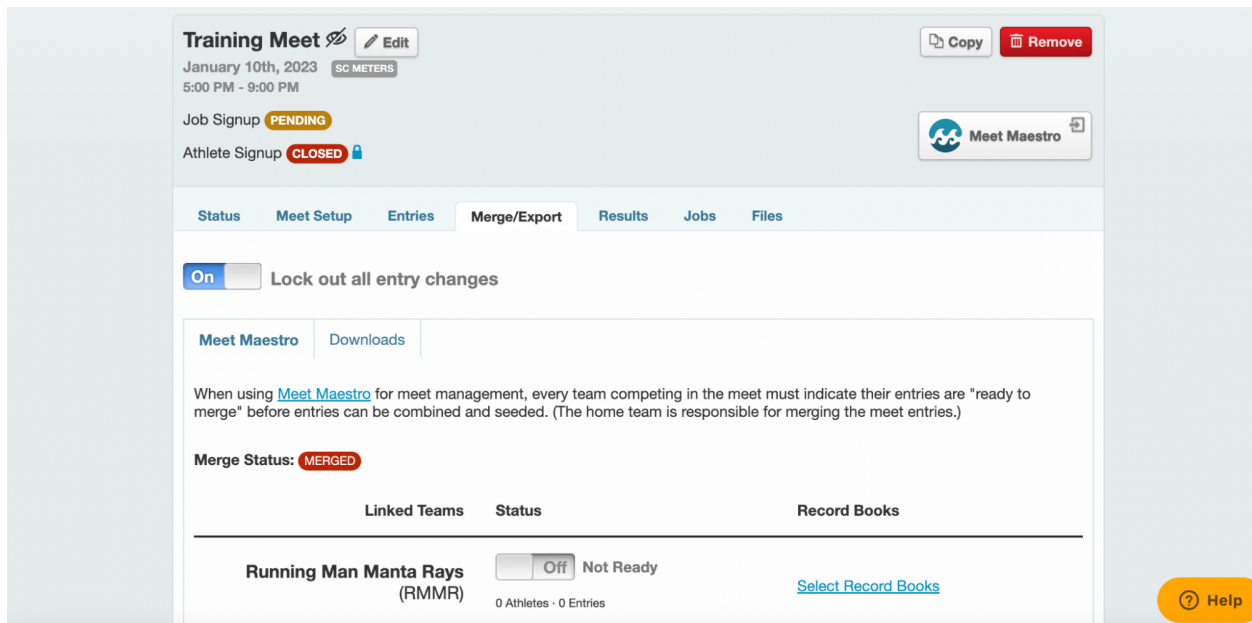 Training Meet Edit
January 10th, 2023 SC METERS
5:00 PM - 9:00 PM
Job Signup PENDING
Athlete Signup CLOSED
Copy Remove
Meet Maestro
Status Meet Setup Entries Merge/Export Results Jobs Files
On Lock out all entry changes
Meet Maestro Downloads
When using Meet Maestro for meet management, every team competing in the meet must indicate their entries are "ready to
merge" before entries can be combined and seeded. (The home team is responsible for merging the meet entries.)
Merge Status: MERGED
Linked Teams Status Record Books
Running Man Manta Rays
(RMMR)
Off Not Ready
0 Athletes · 0 Entries
Select Record Books
Help